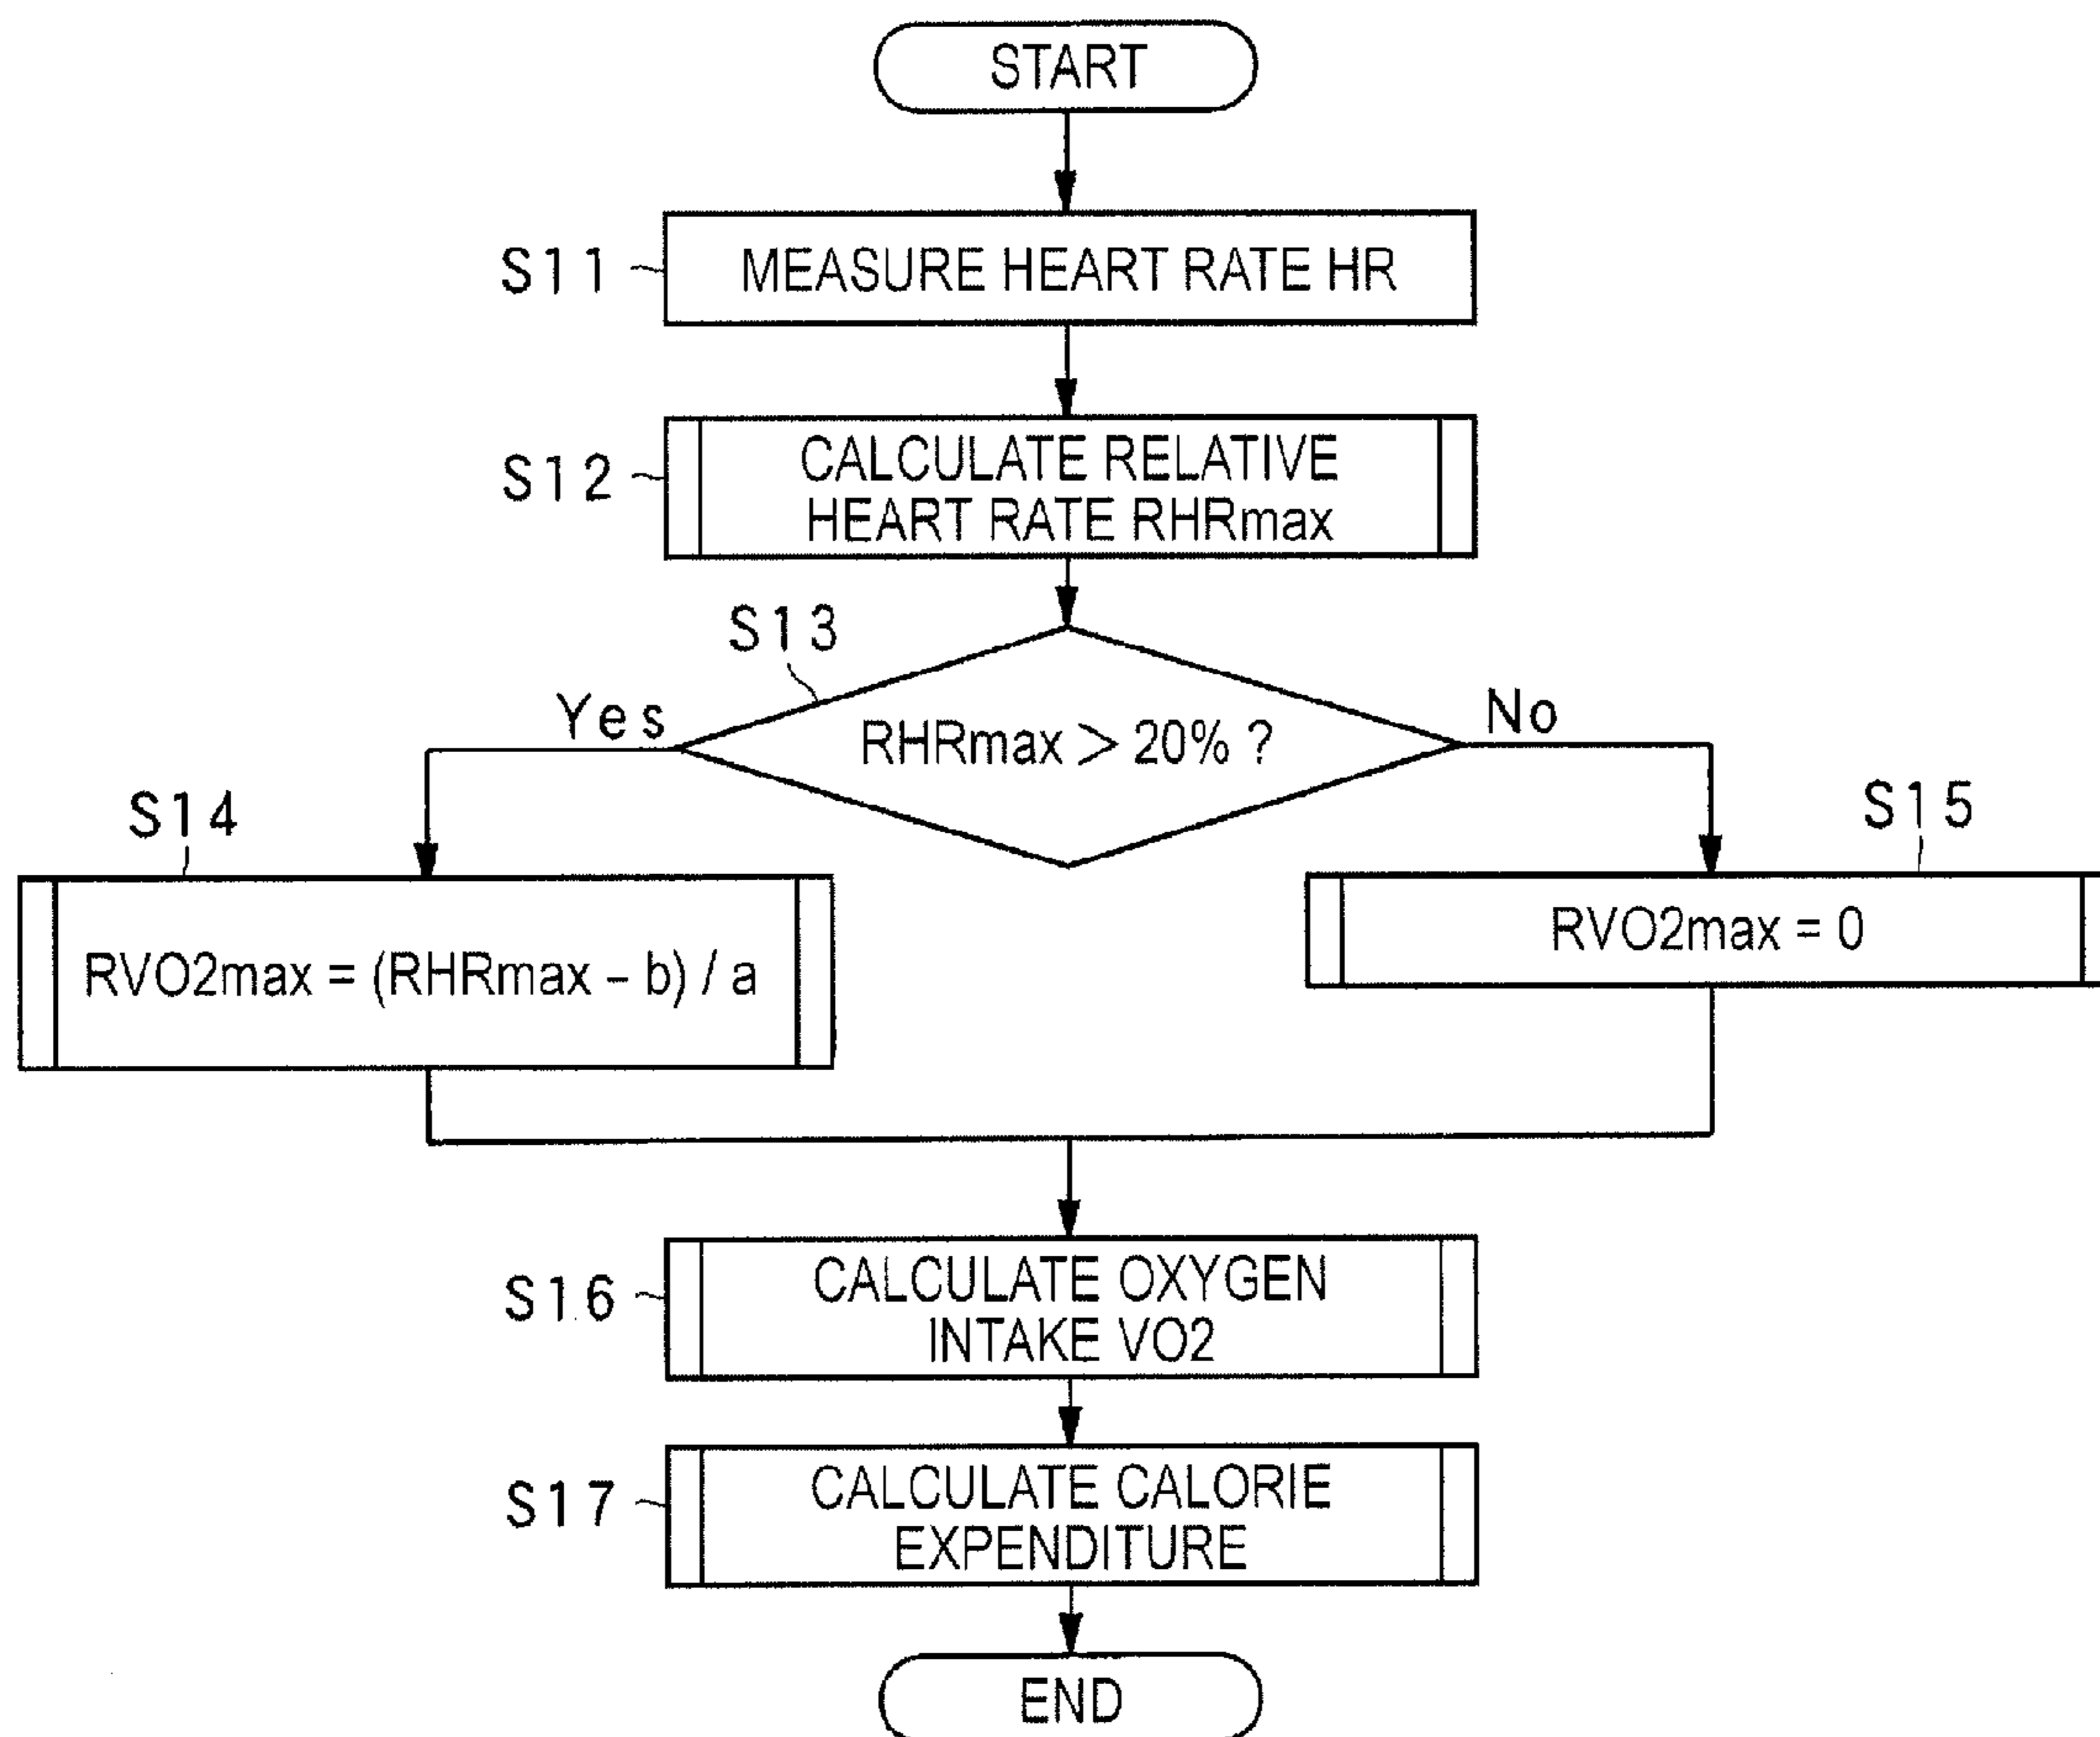 START
S11
MEASURE HEART RATE HR
S12
CALCULATE RELATIVE
HEART RATE RHRmax
S13
Yes
RHRmax > 20% ?
No
S14
RVO2max = (RHRmax – b) / a
S15
RVO2max = 0
S16
CALCULATE OXYGEN
INTAKE VO2
S17
CALCULATE CALORIE
EXPENDITURE
END